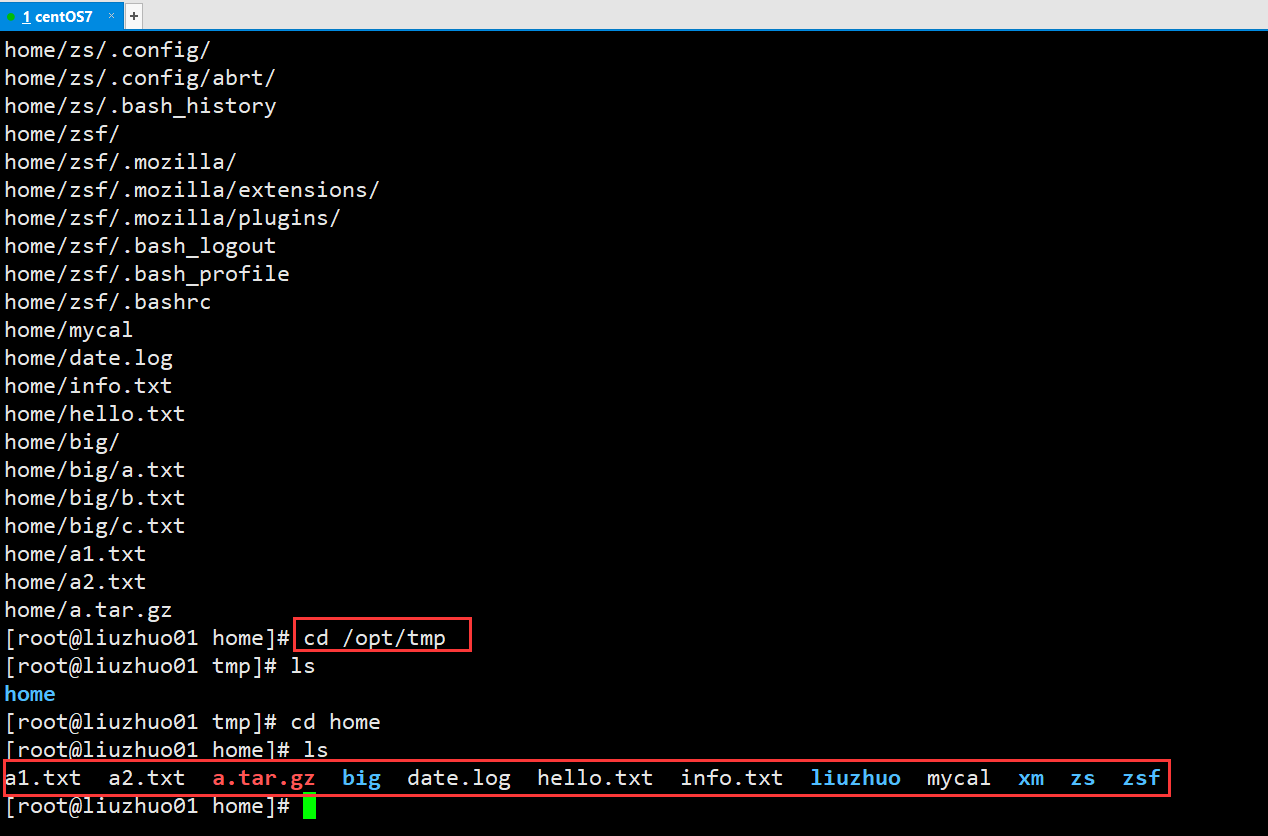 1 centOS7 × +
home/zs/.config/
home/zs/.config/abrt/
home/zs/.bash_history
home/zsf/
home/zsf/.mozilla/
home/zsf/.mozilla/extensions/
home/zsf/.mozilla/plugins/
home/zsf/.bash_logout
home/zsf/.bash_profile
home/zsf/.bashrc
home/mycal
home/date.log
home/info.txt
home/hello.txt
home/big/
home/big/a.txt
home/big/b.txt
home/big/c.txt
home/a1.txt
home/a2.txt
home/a.tar.gz
[root@liuzhuo01 home]# cd /opt/tmp
[root@liuzhuo01 tmp]# ls
home
[root@liuzhuo01 tmp]# cd home
[root@liuzhuo01 home]# ls
a1.txt  a2.txt  a.tar.gz  big  date.log  hello.txt  info.txt  liuzhuo  mycal  xm  zs  zsf
[root@liuzhuo01 home]#